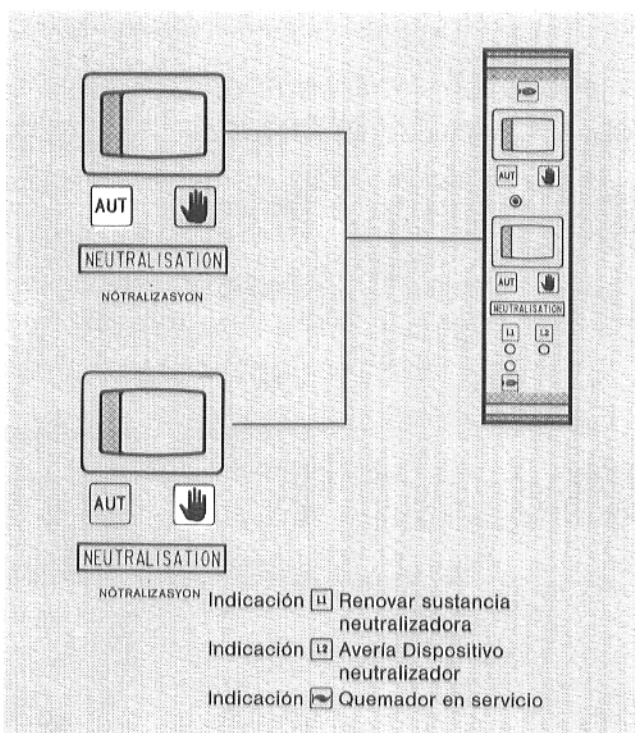 AUT
NEUTRALISATION
NÖTRALIZASYON
AUT
NEUTRALISATION
NÖTRALIZASYON
AUT
AUT
NEUTRALISATION
L1 L2
Indicación L1 Renovar sustancia
neutralizadora
Indicación L2 Avería Dispositivo
neutralizador
Indicación Quemador en servicio